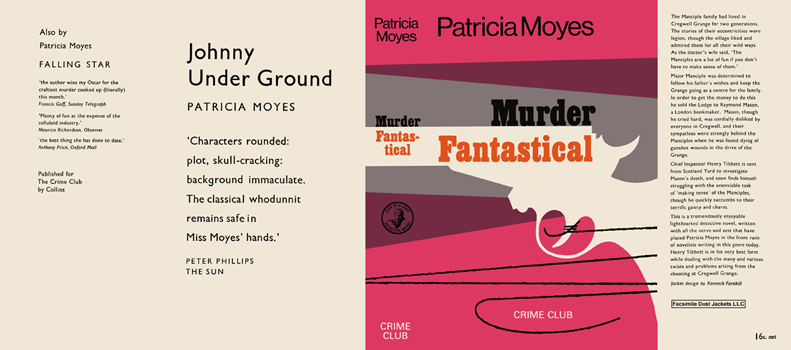 Also by
Patricia Moyes
FALLING STAR
'the author wins my Oscar for the
craftiest murder cooked up (literally)
this month.'
Francis Goff, Sunday Telegraph
'Plenty of fun at the expense of the
celluloid industry.'
Maurice Richardson, Observer
'the best thing she has done to date.'
Anthony Price, Oxford Mail
Published for
The Crime Club
by Collins
Johnny
Under Ground
PATRICIA MOYES
'Characters rounded:
plot, skull-cracking:
background immaculate.
The classical whodunnit
remains safe in
Miss Moyes' hands.'
PETER PHILLIPS
THE SUN
Patricia
Moyes
Murder
Fantas-
tical
CRIME
CLUB
Patricia Moyes
Murder
Fantastical
CRIME CLUB
The Manciple family had lived in
Cregwell Grange for two generations.
The stories of their eccentricities were
legion, though the village liked and
admired them for all their wild ways.
As the doctor's wife said, 'The
Manciples are a lot of fun if you don't
have to make sense of them.'
Major Manciple was determined to
follow his father's wishes and keep the
Grange going as a centre for the family.
In order to get the money to do this
he sold the Lodge to Raymond Mason,
a London bookmaker. Mason, though
he tried hard, was cordially disliked by
everyone in Cregwell, and their
sympathies were strongly behind the
Manciples when he was found dying of
gunshot wounds in the drive of the
Grange.
Chief Inspector Henry Tibbett is sent
from Scotland Yard to investigate
Mason's death, and soon finds himself
struggling with the unenviable task
of 'making sense' of the Manciples,
though he quickly succumbs to their
terrific gaiety and charm.
This is a tremendously enjoyable
lighthearted detective novel, written
with all the verve and zest that have
placed Patricia Moyes in the front rank
of novelists writing in this genre today.
Henry Tibbett is in his very best form
while dealing with the many and various
twists and problems arising from the
shooting at Cregwell Grange.
Jacket design by Kenneth Farnhill
Facsimile Dust Jackets LLC
16s. net